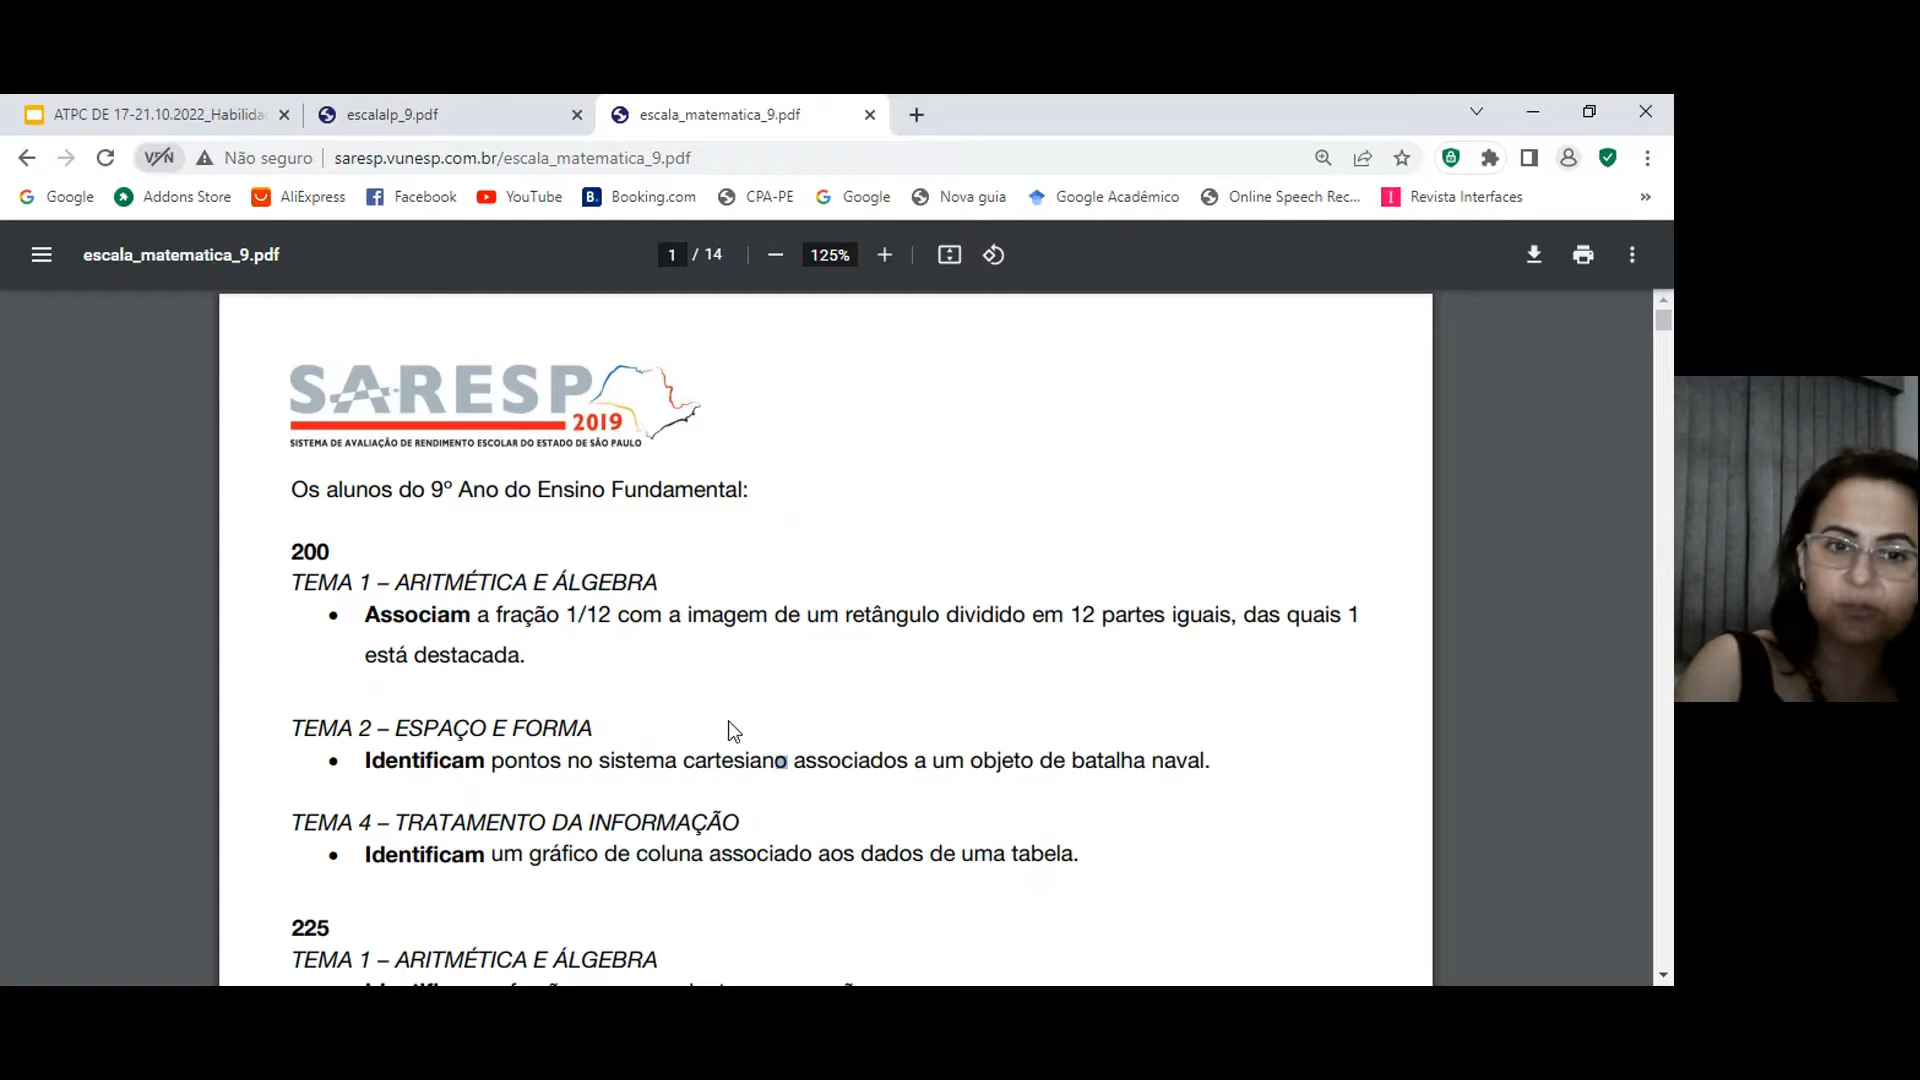 ATPC DE 17-21.10.2022_Habilida
escalalp_9.pdf
escala_matematica_9.pdf
VPN
Não seguro
saresp.vunesp.com.br/escala_matematica_9.pdf
Google
Addons Store
AliExpress
Facebook
YouTube
B. Booking.com
CPA-PE
Google
Nova guia
Google Acadêmico
Online Speech Rec...
Revista Interfaces
»
escala_matematica_9.pdf
1 / 14
125%
SARESP
2019
SISTEMA DE AVALIAÇÃO DE RENDIMENTO ESCOLAR DO ESTADO DE SÃO PAULO
Os alunos do 9º Ano do Ensino Fundamental:
200
TEMA 1 – ARITMÉTICA E ÁLGEBRA
• Associam a fração 1/12 com a imagem de um retângulo dividido em 12 partes iguais, das quais 1
está destacada.
TEMA 2 – ESPAÇO E FORMA
• Identificam pontos no sistema cartesiano associados a um objeto de batalha naval.
TEMA 4 – TRATAMENTO DA INFORMAÇÃO
• Identificam um gráfico de coluna associado aos dados de uma tabela.
225
TEMA 1 – ARITMÉTICA E ÁLGEBRA